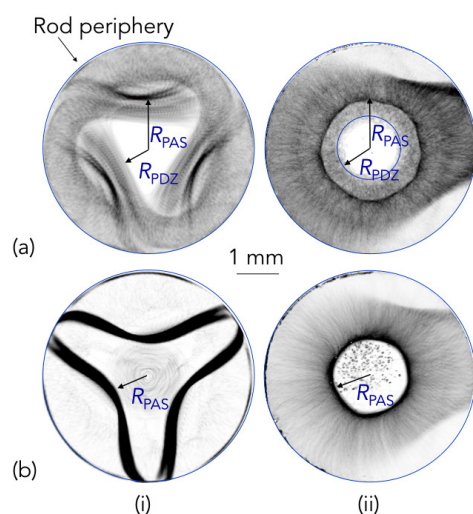 Rod periphery
R_PAS
R_PDZ
R_PAS
R_PDZ
(a)
1 mm
R_PAS
R_PAS
(b)
(i)
(ii)